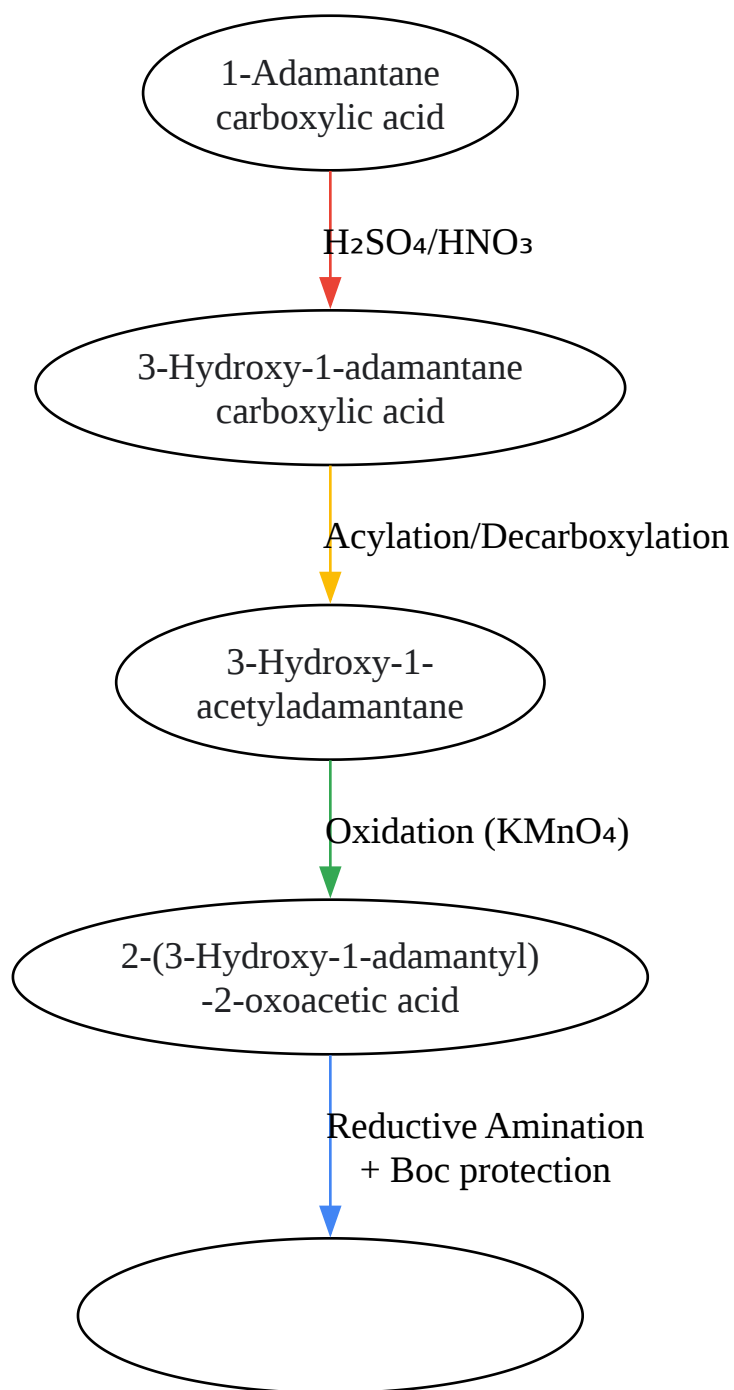 1-Adamantane
carboxylic acid
H₂SO₄/HNO₃
3-Hydroxy-1-adamantane
carboxylic acid
Acylation/Decarboxylation
3-Hydroxy-1-
acetyladamantane
Oxidation (KMnO₄)
2-(3-Hydroxy-1-adamantyl)
-2-oxoacetic acid
Reductive Amination
+ Boc protection